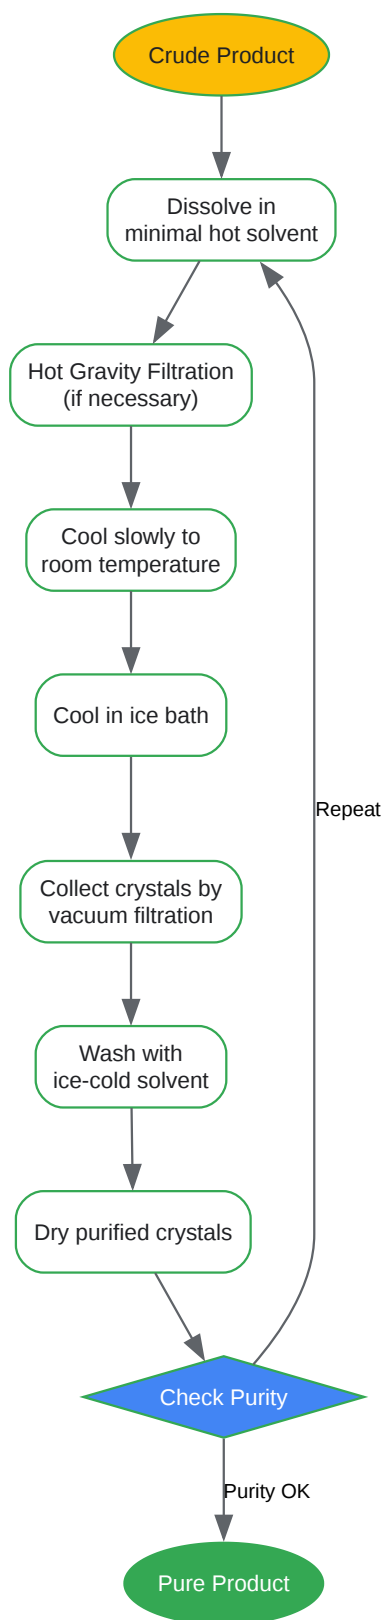 Crude Product
Dissolve in
minimal hot solvent
Hot Gravity Filtration
(if necessary)
Cool slowly to
room temperature
Cool in ice bath
Repeat
Collect crystals by
vacuum filtration
Wash with
ice-cold solvent
Dry purified crystals
Check Purity
Purity OK
Pure Product